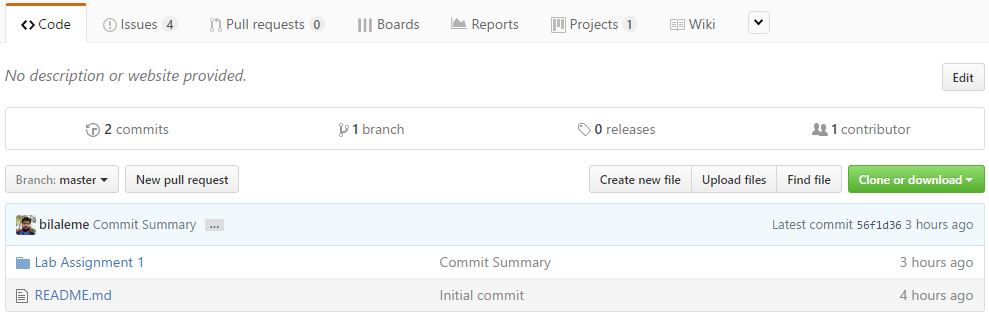 Code Issues 4 Pull requests 0 Boards Reports Projects 1 Wiki
No description or website provided. Edit
2 commits 1 branch 0 releases 1 contributor
Branch: master New pull request Create new file Upload files Find file Clone or download
bilaleme Commit Summary ... Latest commit 56f1d36 3 hours ago
Lab Assignment 1 Commit Summary 3 hours ago
README.md Initial commit 4 hours ago